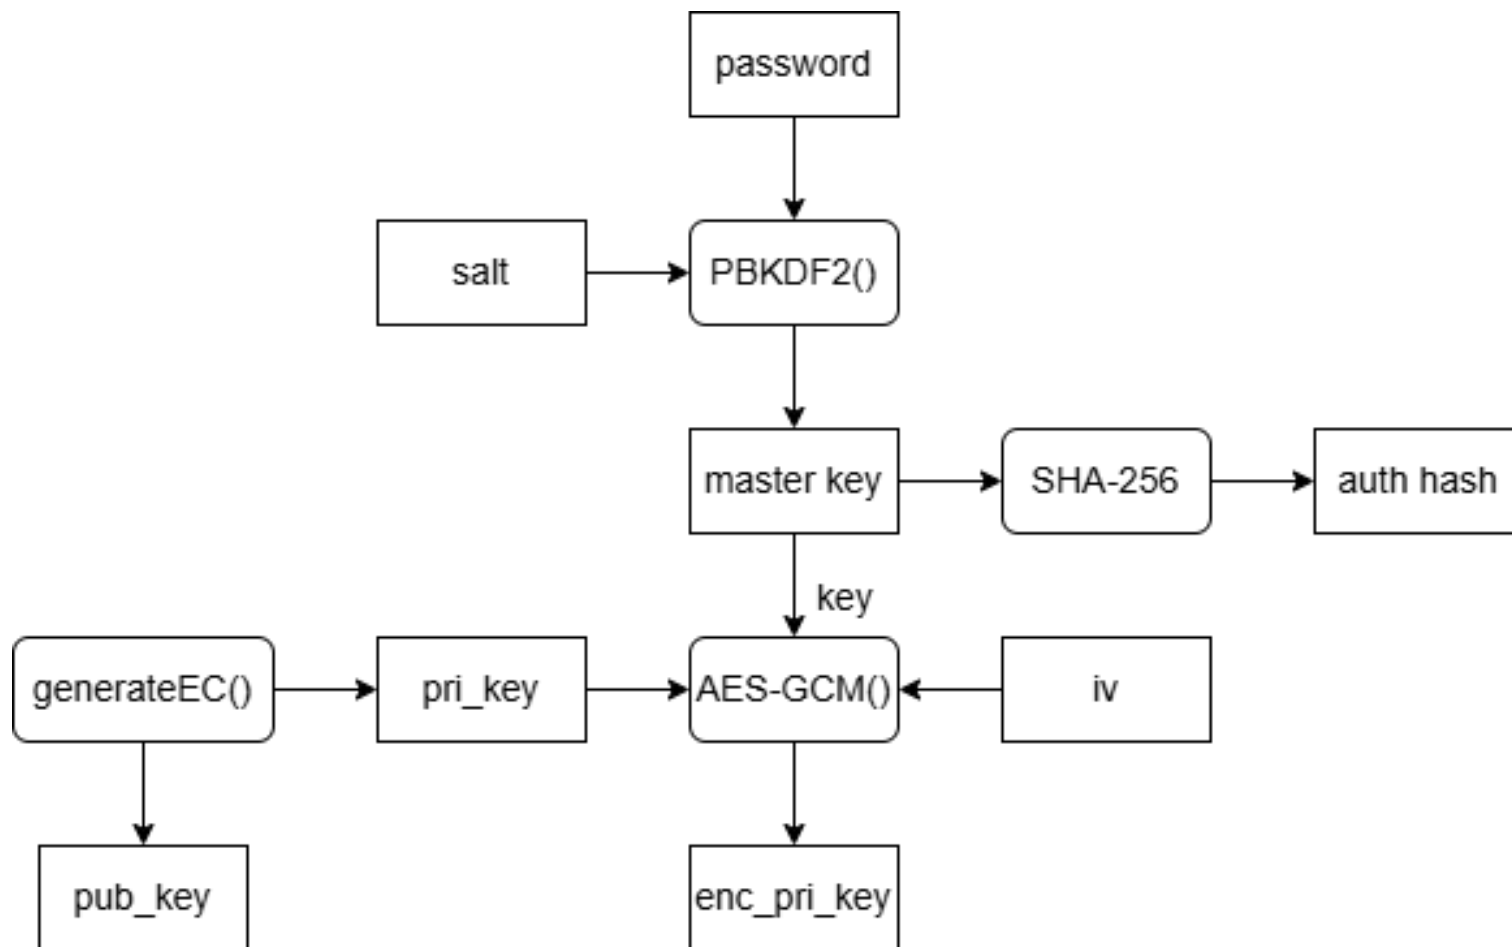 password
salt
PBKDF2()
master key
SHA-256
auth hash
key
generateEC()
pri_key
AES-GCM()
iv
pub_key
enc_pri_key